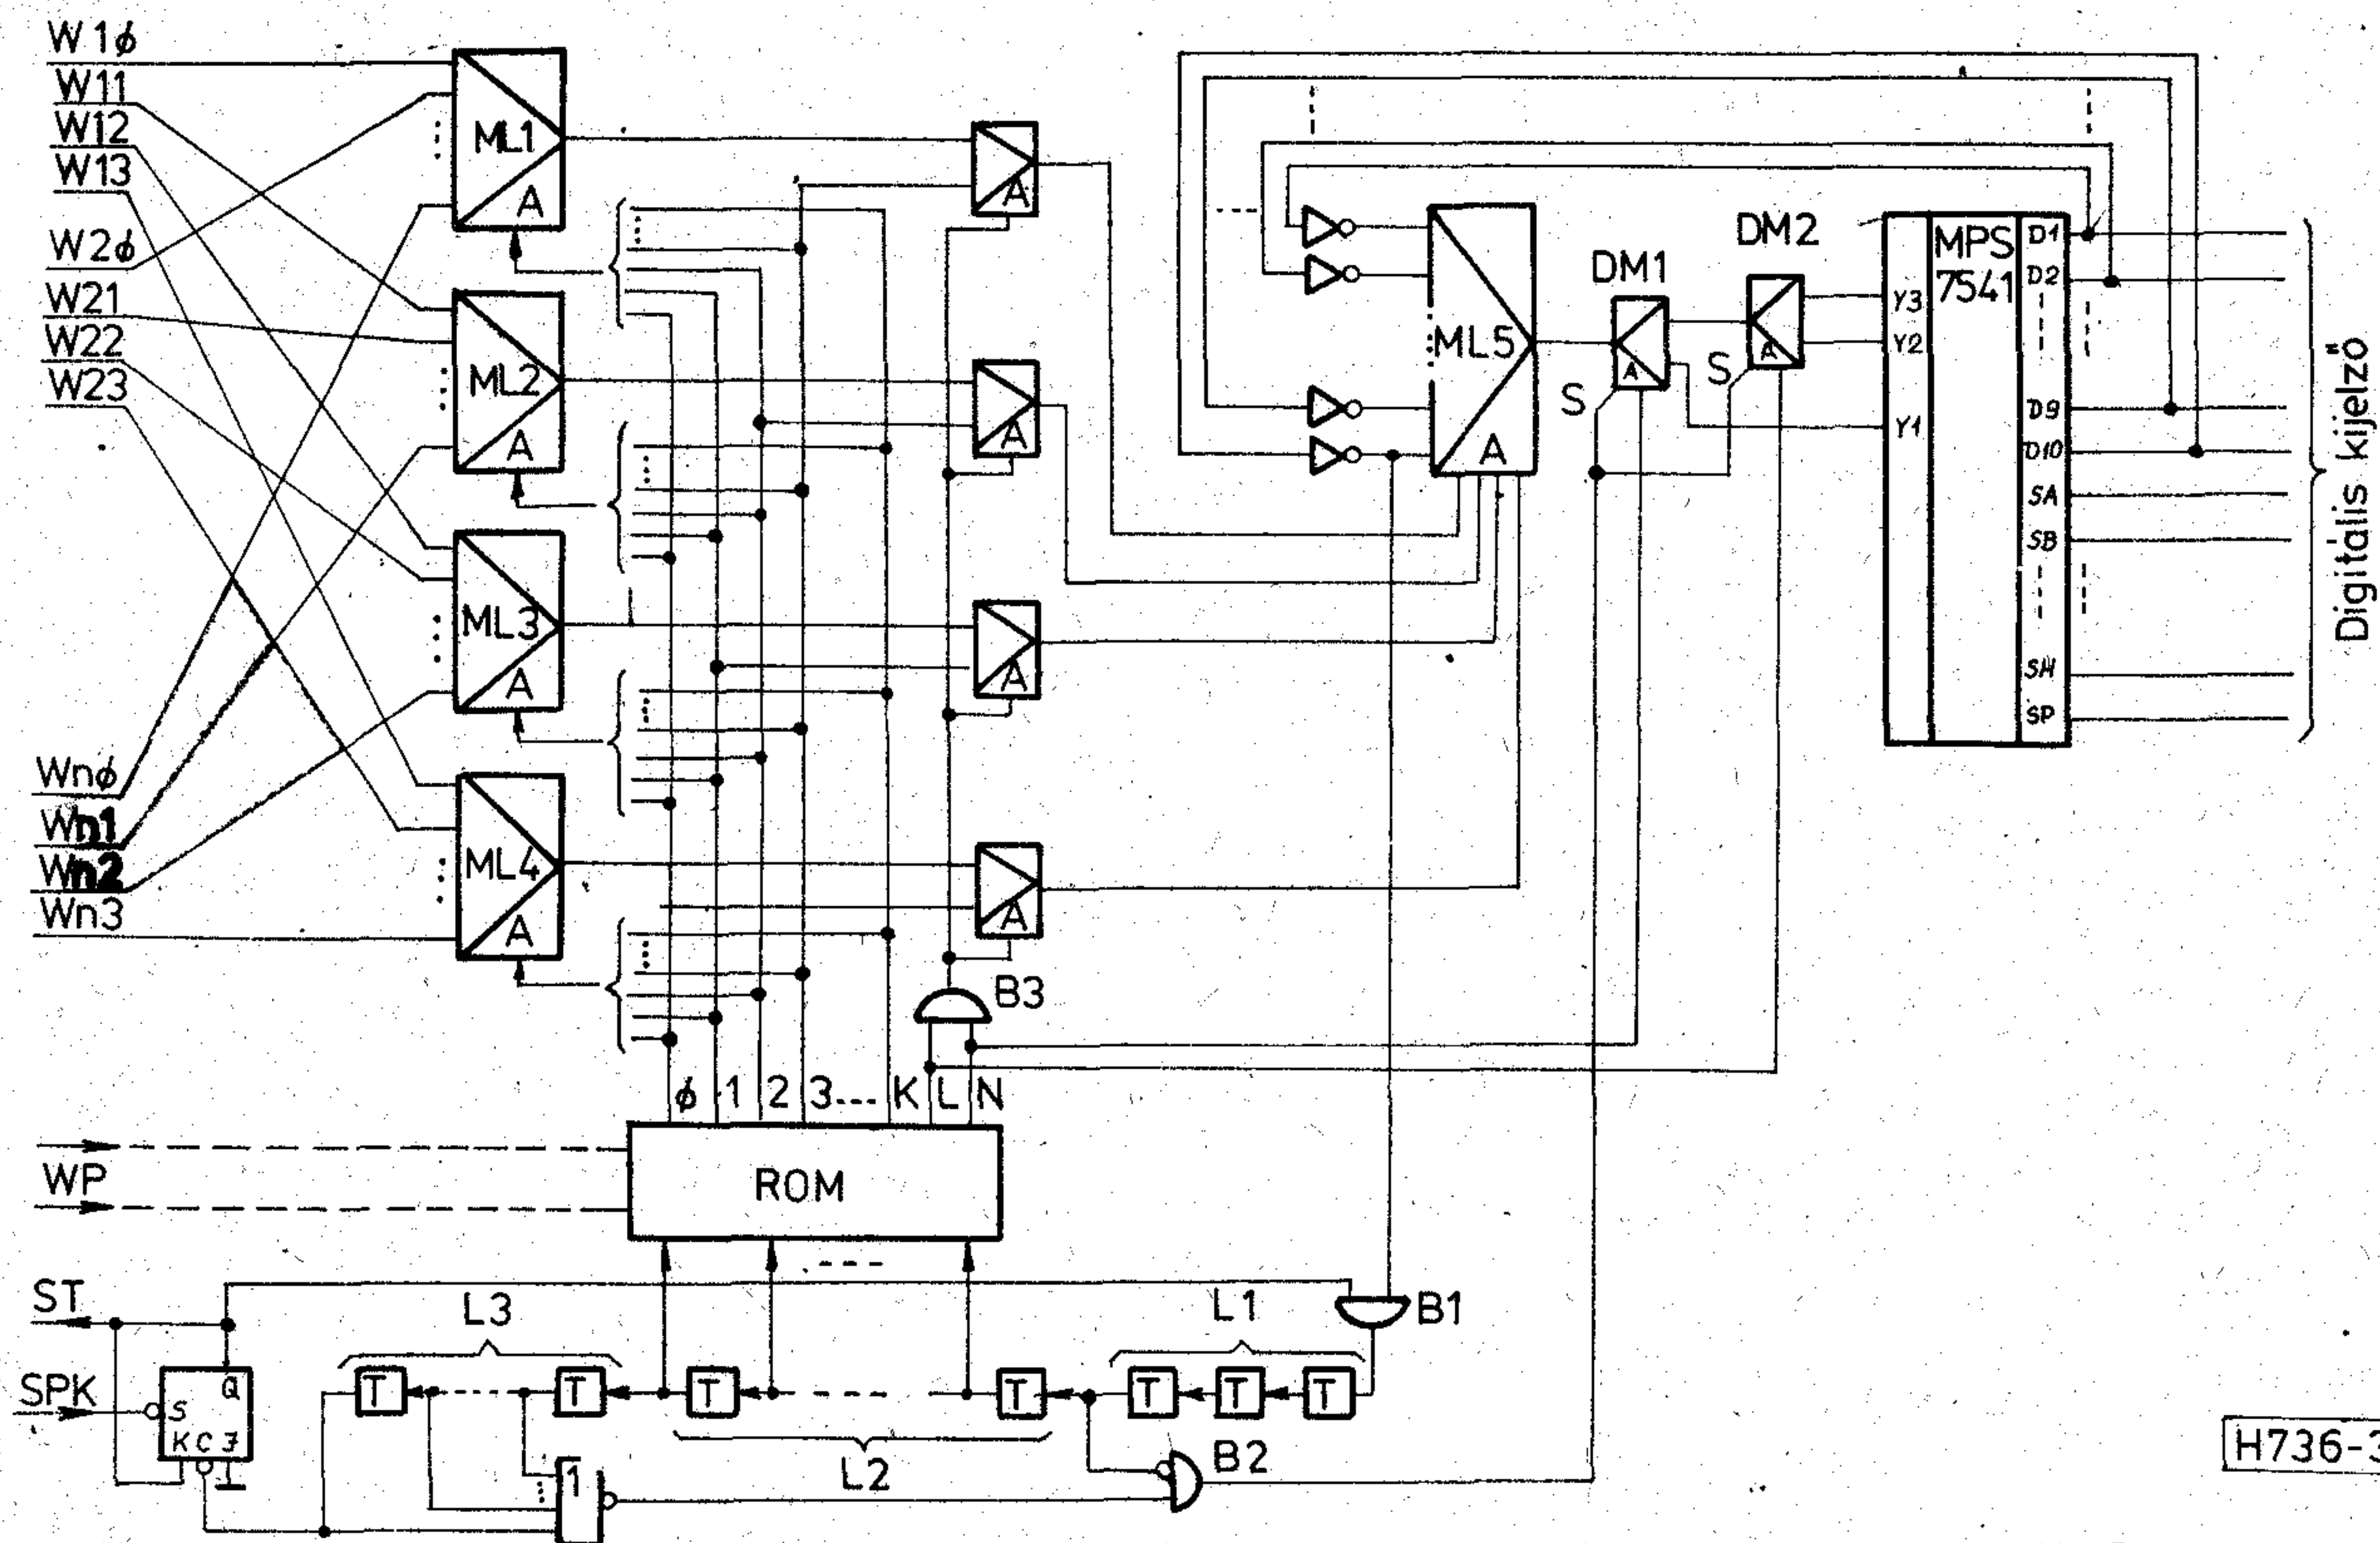 W1ϕ
W11
W12
W13
W2ϕ
W21
W22
W23
Wnϕ
Wn1
Wn2
Wn3
ML1
A
ML2
A
ML3
A
ML4
A
A
A
A
A
ML5
A
DM1
A
S
DM2
A
S
MPS
7541
Y3
Y2
Y1
D1
D2
D9
D10
SA
SB
SH
SP
Digitális kijelző
B3
ϕ 1 2 3--- K L N
WP
ROM
ST
SPK
S
Q
K C J
L3
T
T
T
T
L2
L1
T
T
T
B1
B2
1
H736-3